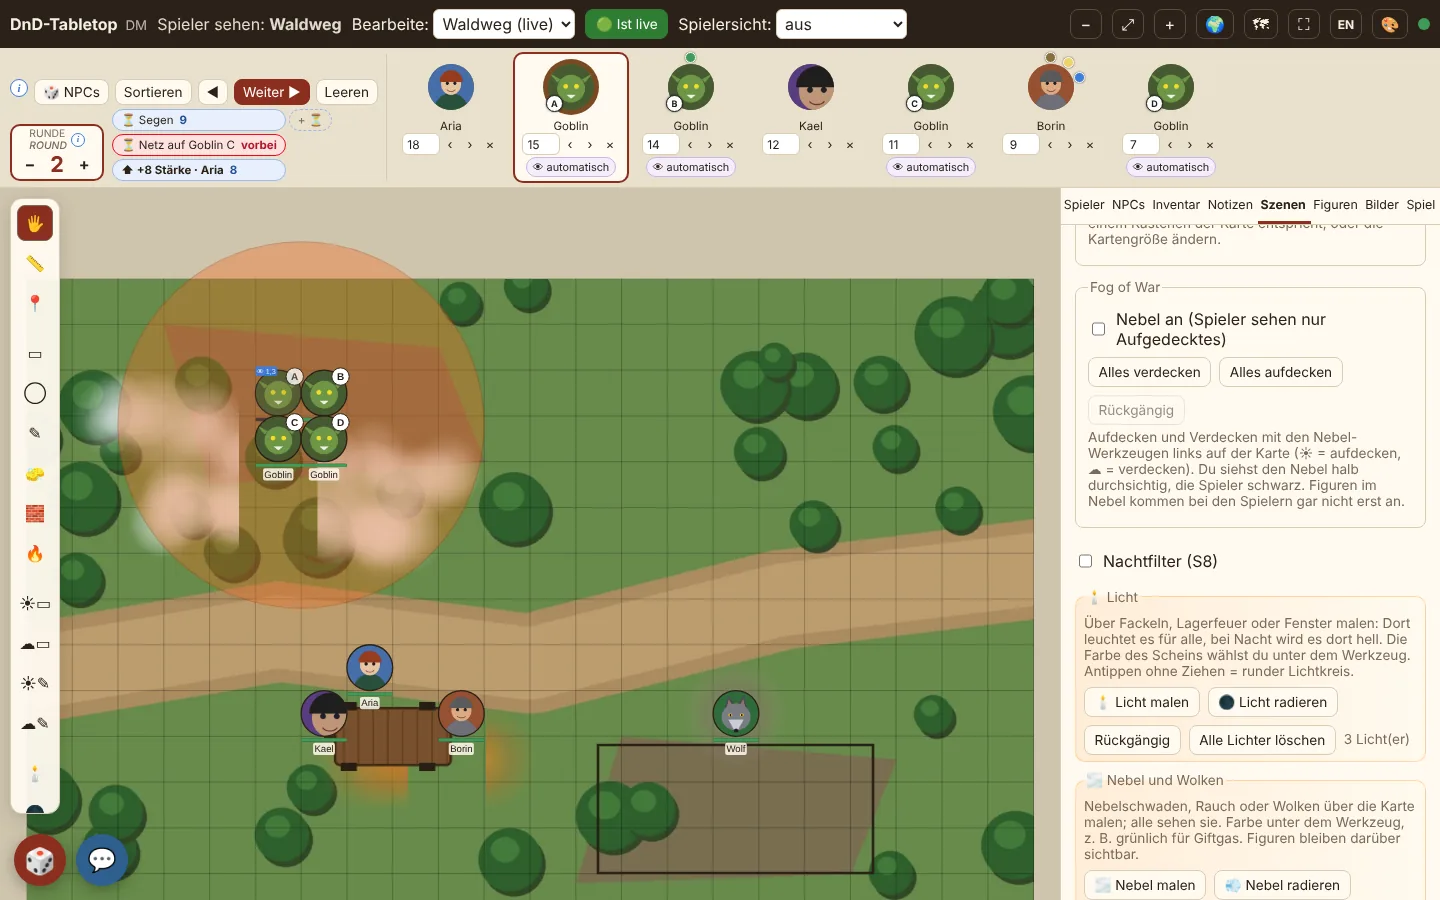 DnD-Tabletop DM Spieler sehen: Waldweg Bearbeite: Waldweg (live) Ist live Spielersicht: aus EN
i NPCs Sortieren ◀ Weiter ▶ Leeren
RUNDE
ROUND i
− 2 +
Segen 9 +
Netz auf Goblin C vorbei
+8 Stärke · Aria 8
Aria
18 ‹ › ×
A
Goblin
15 ‹ › ×
automatisch
B
Goblin
14 ‹ › ×
automatisch
Kael
12 ‹ › ×
C
Goblin
11 ‹ › ×
automatisch
Borin
9 ‹ › ×
D
Goblin
7 ‹ › ×
automatisch
1,3 A B
C D
Goblin Goblin
Aria
Kael Borin Wolf
Spieler NPCs Inventar Notizen Szenen Figuren Bilder Spiel
einem Kästchen der Karte entspricht, oder die
Kartengröße ändern.
Fog of War
Nebel an (Spieler sehen nur
Aufgedecktes)
Alles verdecken Alles aufdecken
Rückgängig
Aufdecken und Verdecken mit den Nebel-
Werkzeugen links auf der Karte (☀ = aufdecken,
☁ = verdecken). Du siehst den Nebel halb
durchsichtig, die Spieler schwarz. Figuren im
Nebel kommen bei den Spielern gar nicht erst an.
Nachtfilter (S8)
Licht
Über Fackeln, Lagerfeuer oder Fenster malen: Dort
leuchtet es für alle, bei Nacht wird es dort hell. Die
Farbe des Scheins wählst du unter dem Werkzeug.
Antippen ohne Ziehen = runder Lichtkreis.
Licht malen Licht radieren
Rückgängig Alle Lichter löschen 3 Licht(er)
Nebel und Wolken
Nebelschwaden, Rauch oder Wolken über die Karte
malen; alle sehen sie. Farbe unter dem Werkzeug,
z. B. grünlich für Giftgas. Figuren bleiben darüber
sichtbar.
Nebel malen Nebel radieren